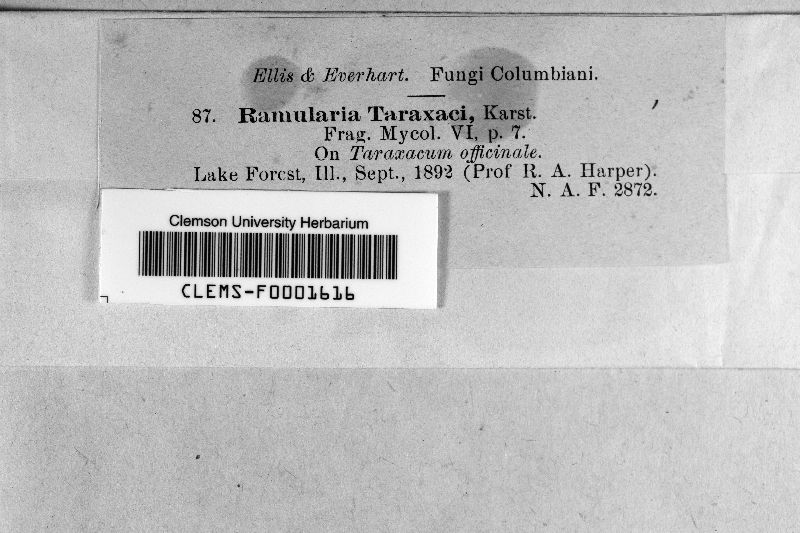 Ellis & Everhart. Fungi Columbiani.
87. Ramularia Taraxaci, Karst.
Frag. Mycol. VI, p. 7.
On Taraxacum officinale.
Lake Forest, Ill., Sept., 1892 (Prof R. A. Harper).
N. A. F. 2872.
Clemson University Herbarium
CLEMS-F0001616